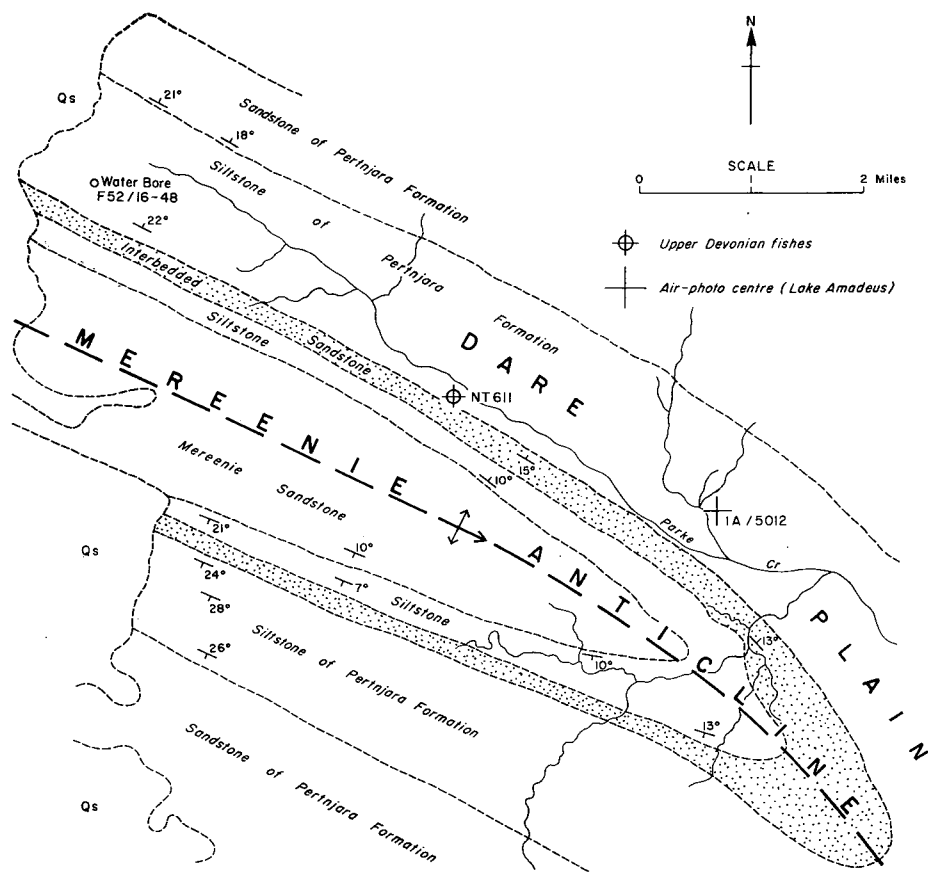 N
SCALE
0 2 Miles
Upper Devonian fishes
Air-photo centre (Lake Amadeus)
Qs
21°
18°
Sandstone of Pertnjara Formation
Water Bore
F52/16-48
22°
Siltstone of Pertnjara Formation
Interbedded Sandstone
Siltstone
DARE PLAIN
NT611
15°
10°
MEREENIE ANTICLINE
Mereenie Sandstone
1A/5012
Parke Cr
Qs
21°
10°
7°
24°
28°
26°
Siltstone
10°
13°
13°
Siltstone of Pertnjara Formation
Sandstone of Pertnjara Formation
Qs